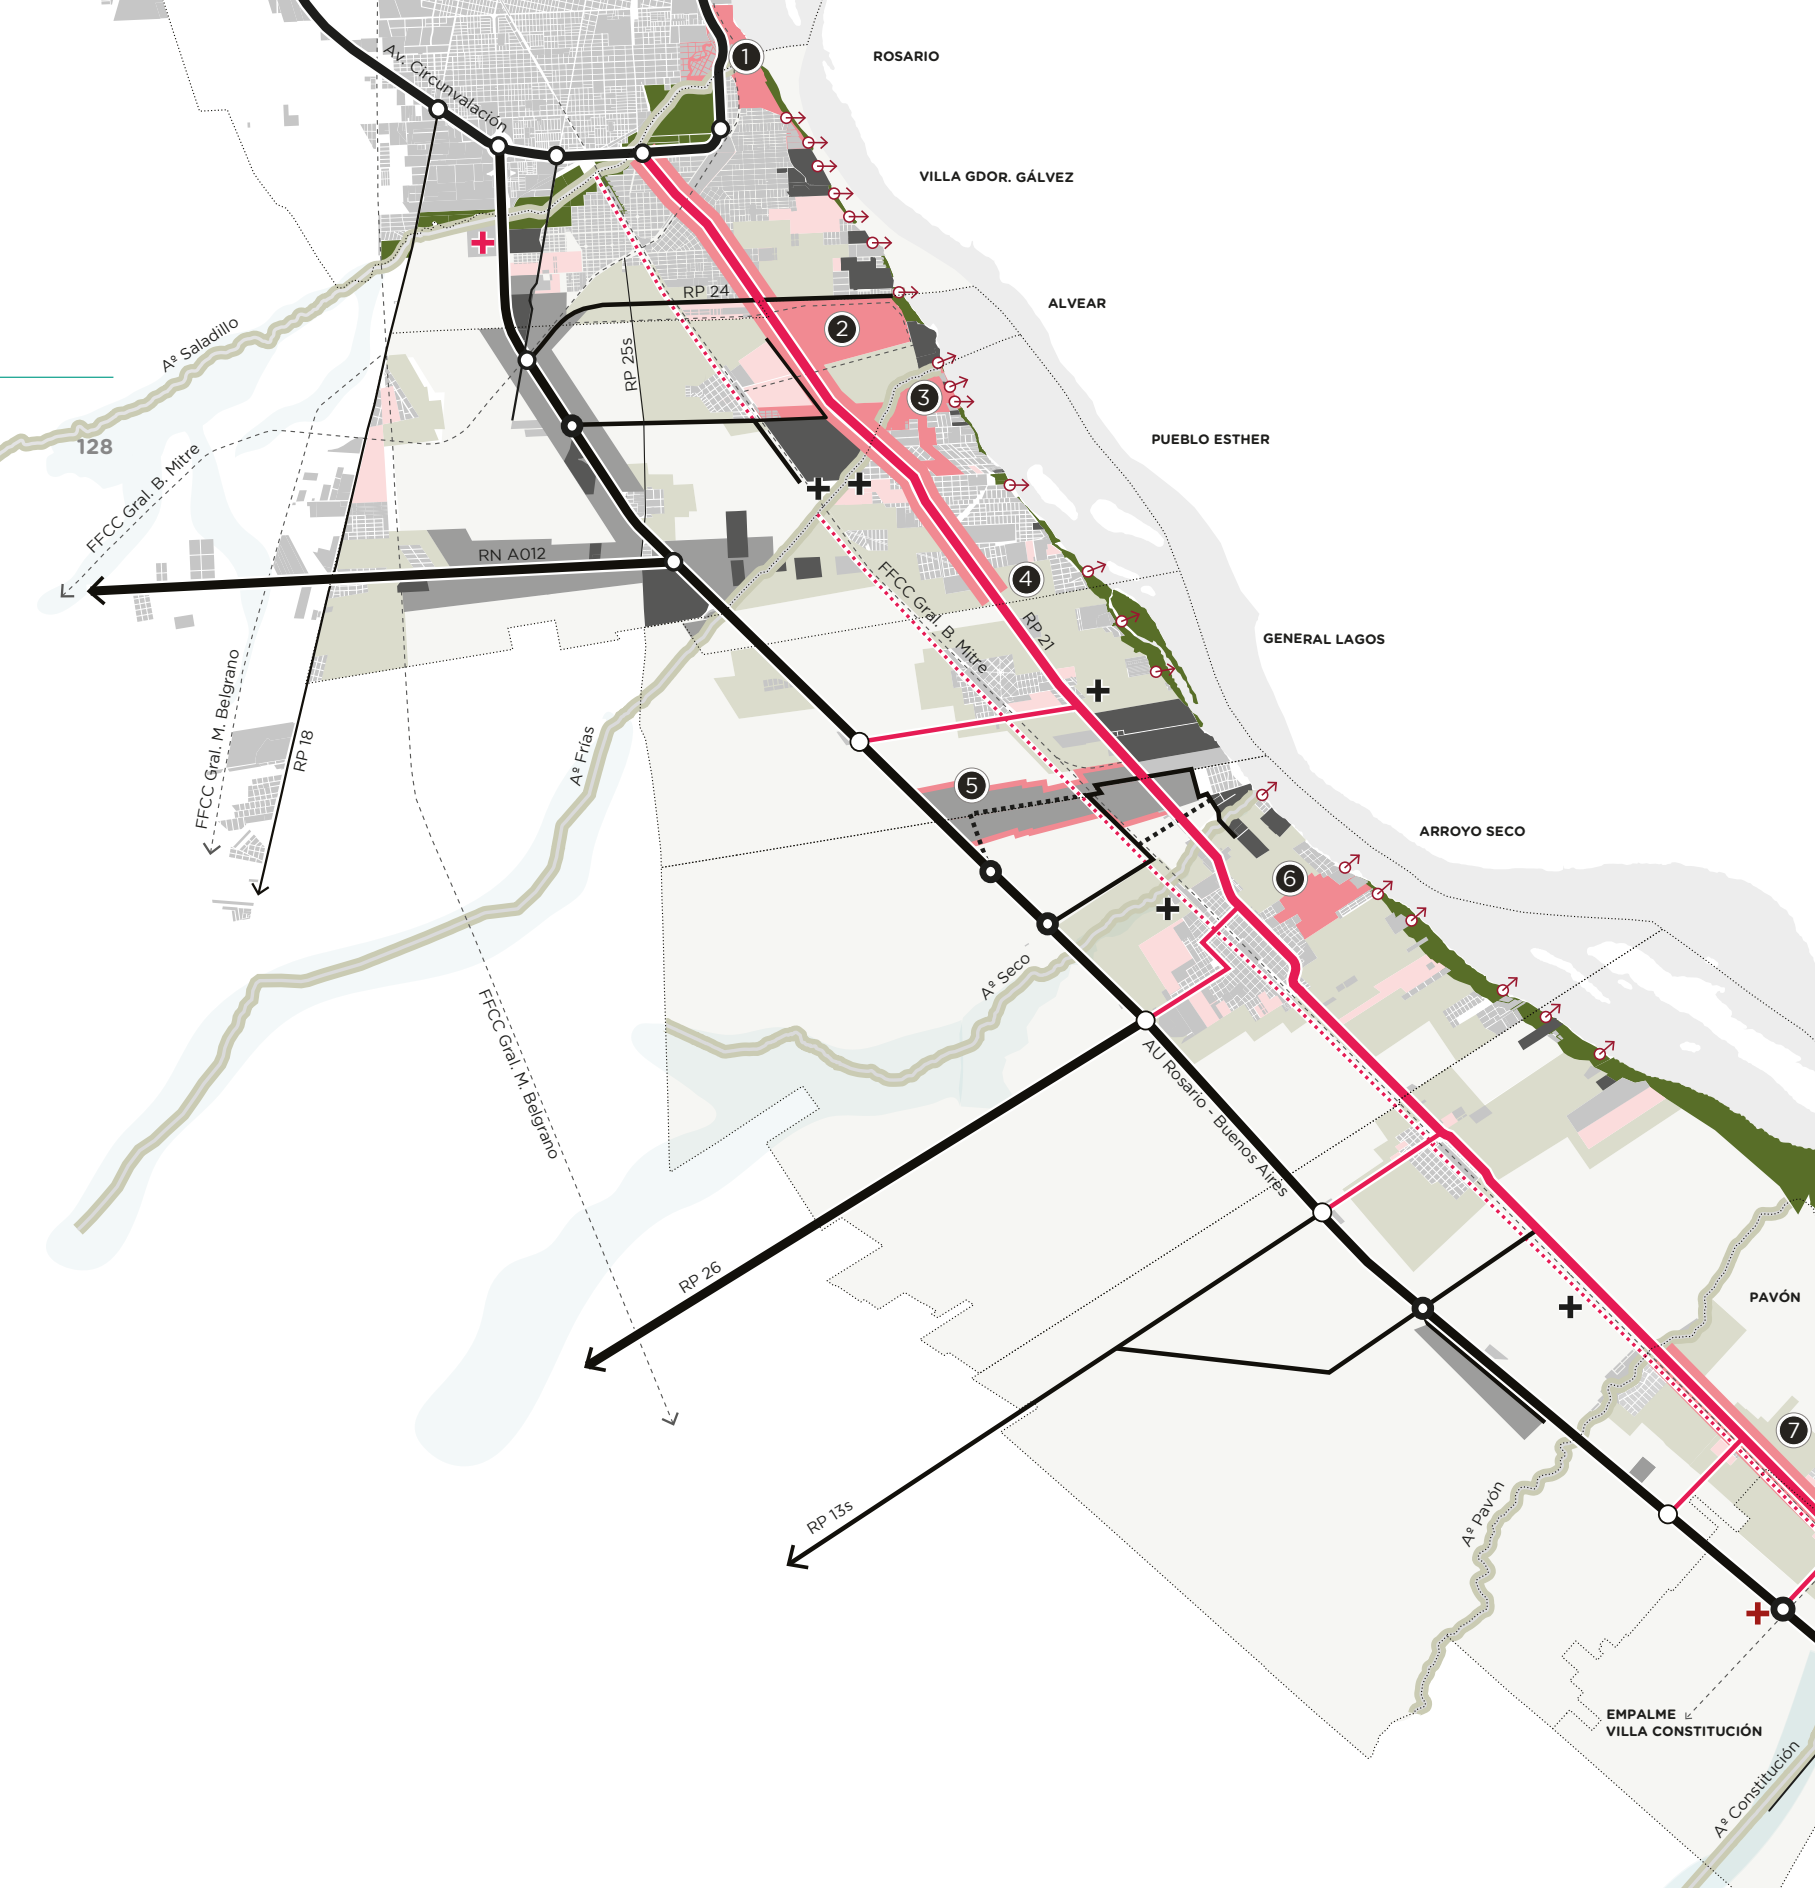 Av. Circunvalación
1
ROSARIO
VILLA GDOR. GÁLVEZ
RP 24
ALVEAR
2
Aº Saladillo
RP 25s
3
PUEBLO ESTHER
128
FFCC Gral. B. Mitre
RN A012
FFCC Gral. B. Mitre
4
RP 21
GENERAL LAGOS
FFCC Gral. M. Belgrano
RP 18
Aº Frías
5
ARROYO SECO
6
Aº Seco
FFCC Gral. M. Belgrano
AU Rosario - Buenos Aires
RP 26
PAVÓN
7
RP 13s
Aº Pavón
EMPALME
VILLA CONSTITUCIÓN
Aº Constitución